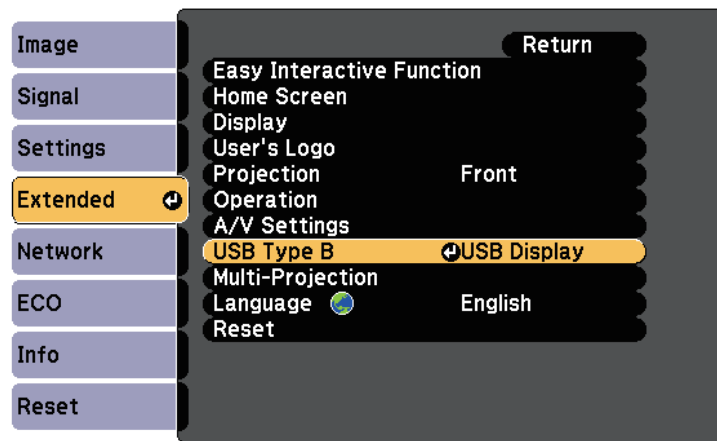 Image
Signal
Settings
Extended
Network
ECO
Info
Reset
Return
Easy Interactive Function
Home Screen
Display
User's Logo
Projection Front
Operation
A/V Settings
USB Type B USB Display
Multi-Projection
Language English
Reset